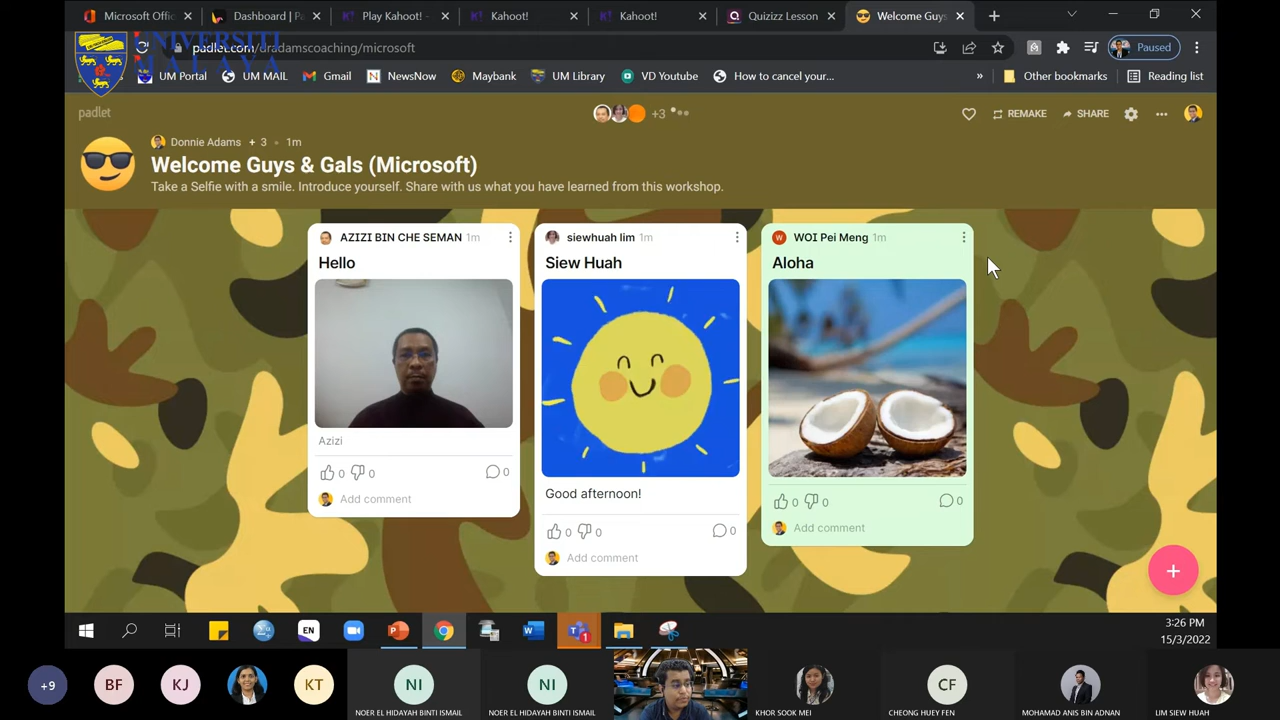 Microsoft Offic
Dashboard | Pa
Play Kahoot! -
Kahoot!
Kahoot!
Quizizz Lesson
Welcome Guys
UNIVERSITI
MALAYA
padlet.com/dradamscoaching/microsoft
Paused
UM Portal
UM MAIL
Gmail
NewsNow
Maybank
UM Library
VD Youtube
How to cancel your...
»
Other bookmarks
Reading list
padlet
+3
REMAKE
SHARE
Donnie Adams + 3 • 1m
Welcome Guys & Gals (Microsoft)
Take a Selfie with a smile. Introduce yourself. Share with us what you have learned from this workshop.
AZIZI BIN CHE SEMAN 1m
Hello
Azizi
0 0 0
Add comment
siewhuah lim 1m
Siew Huah
Good afternoon!
0 0 0
Add comment
W WOI Pei Meng 1m
Aloha
0 0 0
Add comment
+
EN
1
3:26 PM
15/3/2022
+9
BF
KJ
KT
NI
NOER EL HIDAYAH BINTI ISMAIL
NI
NOER EL HIDAYAH BINTI ISMAIL
KHOR SOOK MEI
CF
CHEONG HUEY FEN
MOHAMAD ANIS BIN ADNAN
LIM SIEW HUAH